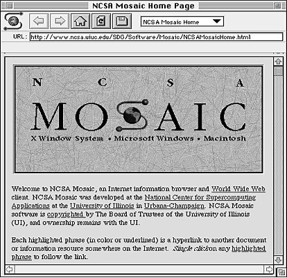 NCSA Mosaic Home Page
NCSA Mosaic Home
URL: http://www.ncsa.uiuc.edu/SDG/Software/Mosaic/NCSAMosaicHome.html
N C S A
MOSAIC
X Window System • Microsoft Windows • Macintosh
Welcome to NCSA Mosaic, an Internet information browser and World Wide Web
client. NCSA Mosaic was developed at the National Center for Supercomputing
Applications at the University of Illinois in Urbana-Champaign. NCSA Mosaic
software is copyrighted by The Board of Trustees of the University of Illinois
(UI), and ownership remains with the UI.
Each highlighted phrase (in color or underlined) is a hyperlink to another document
or information resource somewhere on the Internet. Single click on any highlighted
phrase to follow the link.